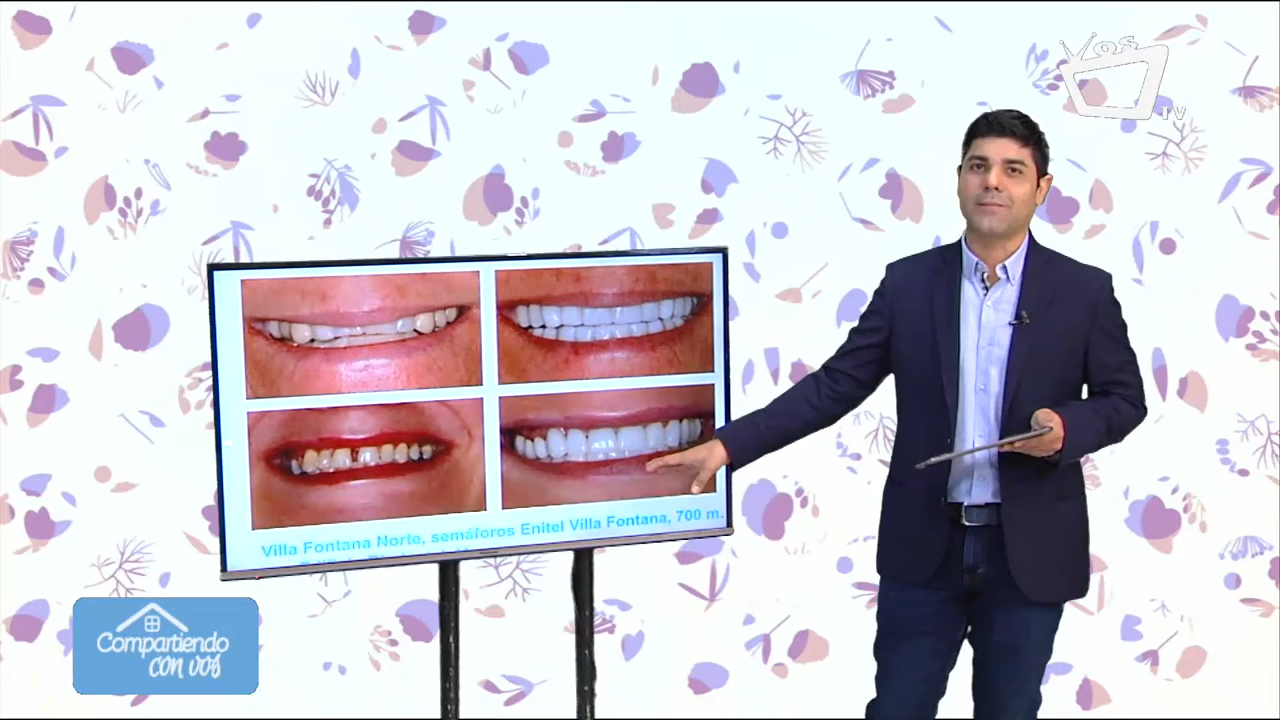 VOS
TV
Villa Fontana Norte, semáforos Enitel Villa Fontana, 700 m.
Compartiendo
con vos